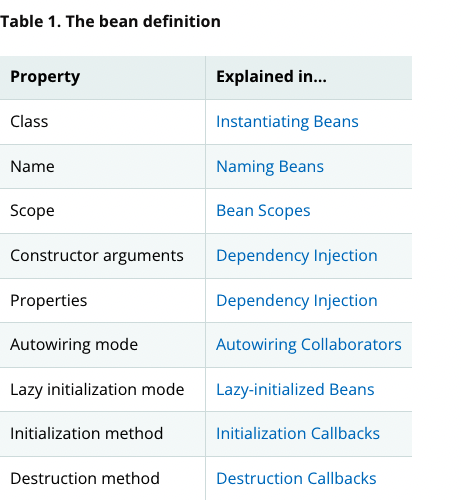 Table 1. The bean definition
Property Explained in...
Class Instantiating Beans
Name Naming Beans
Scope Bean Scopes
Constructor arguments Dependency Injection
Properties Dependency Injection
Autowiring mode Autowiring Collaborators
Lazy initialization mode Lazy-initialized Beans
Initialization method Initialization Callbacks
Destruction method Destruction Callbacks